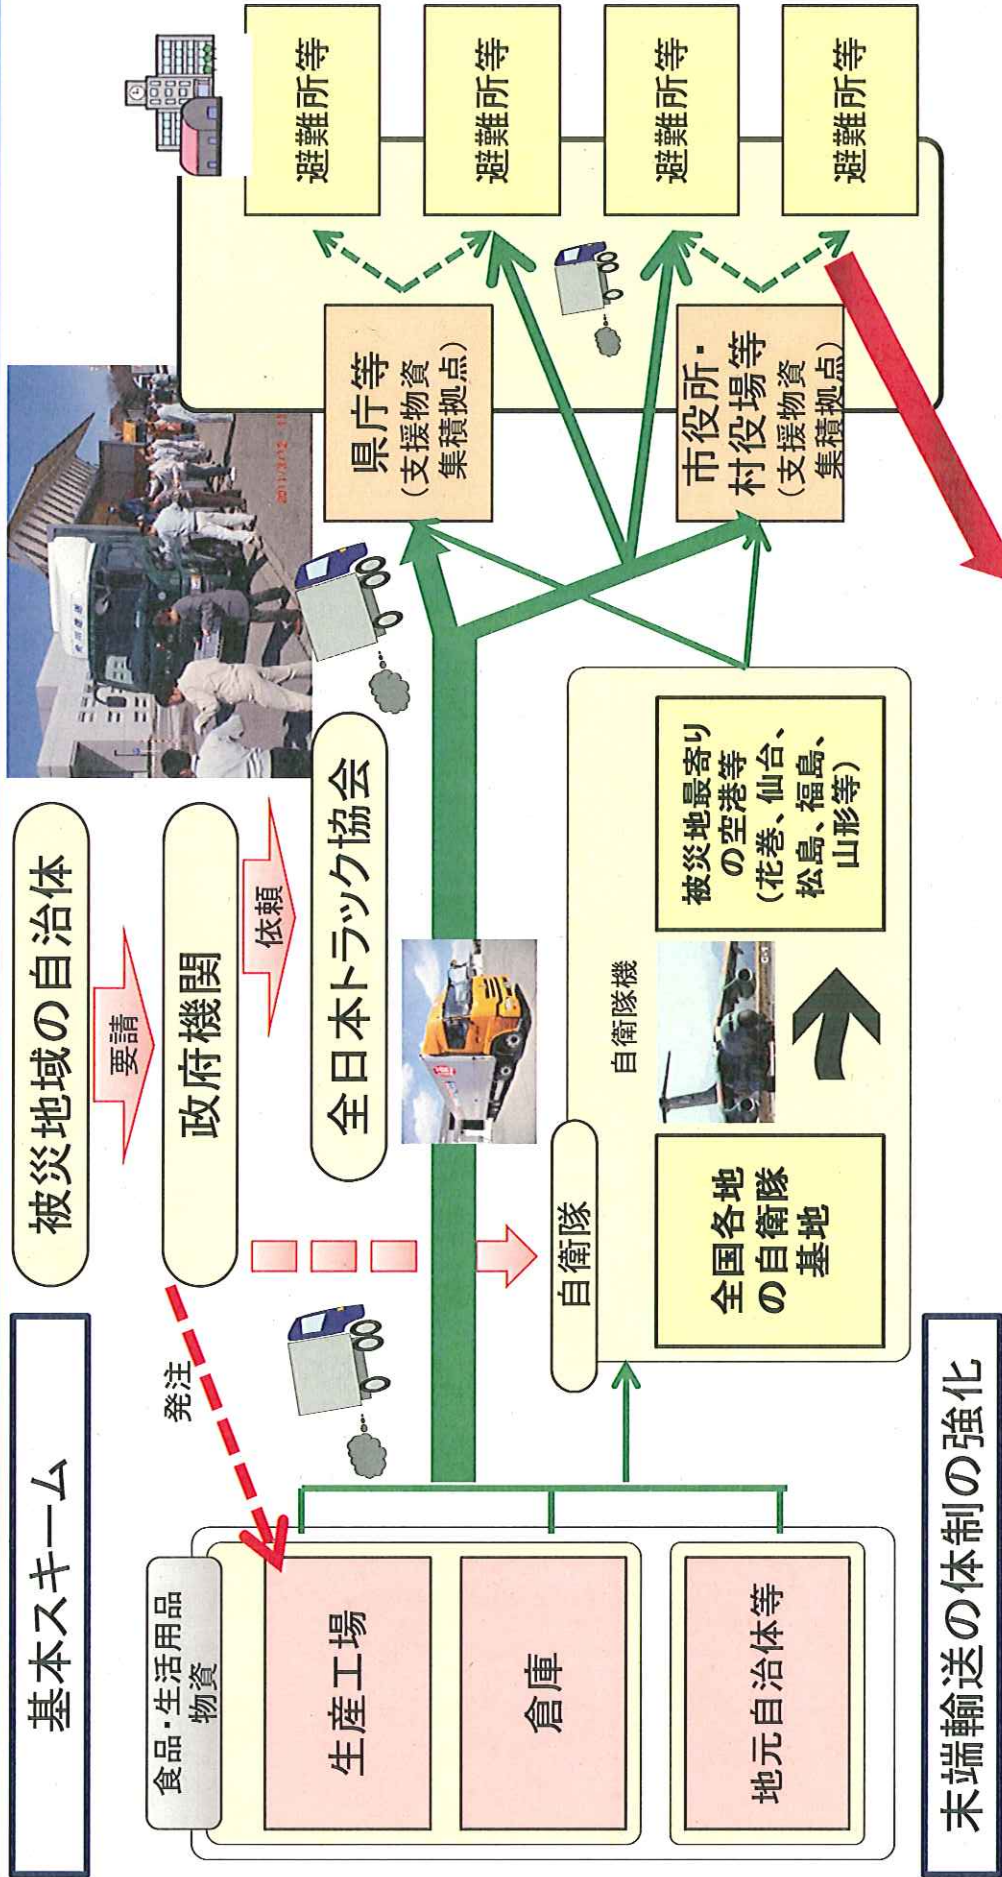 基本スキーム
被災地域の自治体
要請
政府機関
依頼
全日本トラック協会
発注
食品・生活用品
物資
生産工場
倉庫
地元自治体等
自衛隊
全国各地
の自衛隊
基地
自衛隊機
被災地最寄り
の空港等
(花巻、仙台、
松島、福島、
山形等)
県庁等
(支援物資
集積拠点)
市役所・
村役場等
(支援物資
集積拠点)
避難所等
避難所等
避難所等
避難所等
末端輸送の体制の強化